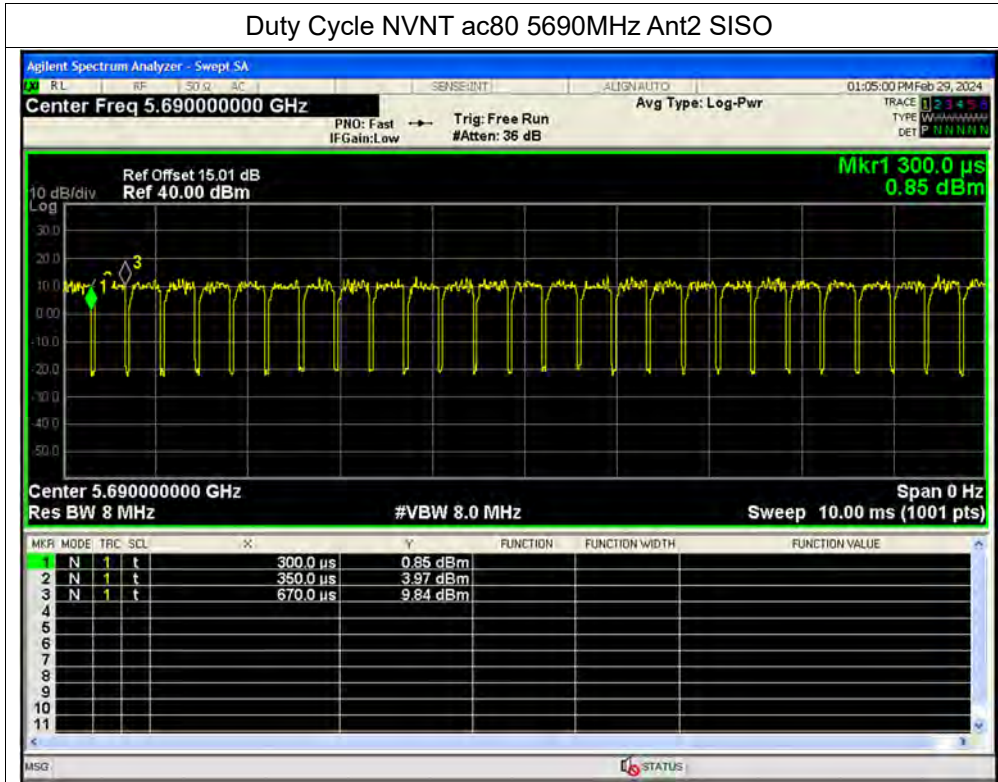 Duty Cycle NVNT ac80 5690MHz Ant2 SISO
Agilent Spectrum Analyzer - Swept SA
LXI RL RF 50 Ω AC SENSE:INT ALIGNAUTO 01:05:00 PM Feb 29, 2024
Center Freq 5.690000000 GHz Avg Type: Log-Pwr TRACE 1 2 3 4 5 6
PNO: Fast Trig: Free Run TYPE W
IFGain:Low #Atten: 36 dB DET P N N N N N
Mkr1 300.0 µs
Ref Offset 15.01 dB
10 dB/div Ref 40.00 dBm 0.85 dBm
Log
30.0
20.0
3
10.0
1
0.00
-10.0
-20.0
-30.0
-40.0
-50.0
Center 5.690000000 GHz Span 0 Hz
Res BW 8 MHz #VBW 8.0 MHz Sweep 10.00 ms (1001 pts)
MKR MODE TRC SCL X Y FUNCTION FUNCTION WIDTH FUNCTION VALUE
1 N 1 t 300.0 µs 0.85 dBm
2 N 1 t 350.0 µs 3.97 dBm
3 N 1 t 670.0 µs 9.84 dBm
4
5
6
7
8
9
10
11
MSG STATUS